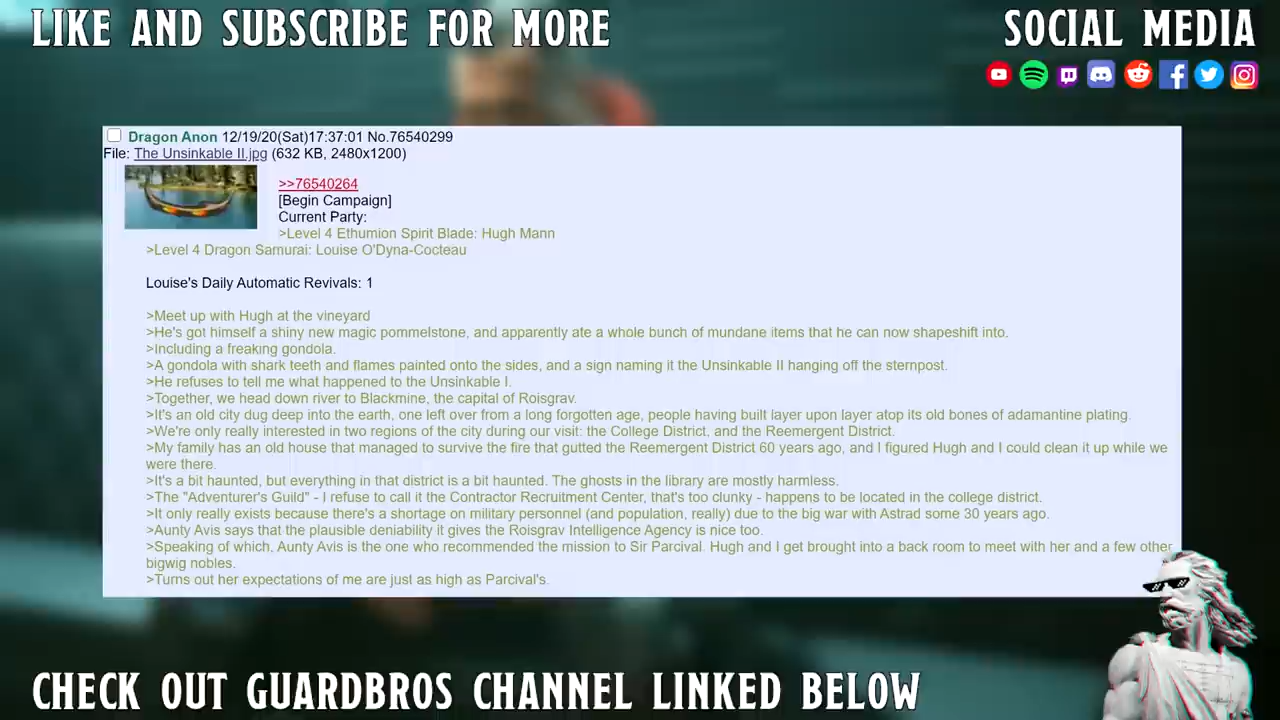 LIKE AND SUBSCRIBE FOR MORE
SOCIAL MEDIA
Dragon Anon 12/19/20(Sat)17:37:01 No.76540299
File: The Unsinkable II.jpg (632 KB, 2480x1200)
>>76540264
[Begin Campaign]
Current Party:
>Level 4 Ethumion Spirit Blade: Hugh Mann
>Level 4 Dragon Samurai: Louise O'Dyna-Cocteau
Louise's Daily Automatic Revivals: 1
>Meet up with Hugh at the vineyard
>He's got himself a shiny new magic pommelstone, and apparently ate a whole bunch of mundane items that he can now shapeshift into.
>Including a freaking gondola.
>A gondola with shark teeth and flames painted onto the sides, and a sign naming it the Unsinkable II hanging off the sternpost.
>He refuses to tell me what happened to the Unsinkable I.
>Together, we head down river to Blackmine, the capital of Roisgrav.
>It's an old city dug deep into the earth, one left over from a long forgotten age, people having built layer upon layer atop its old bones of adamantine plating.
>We're only really interested in two regions of the city during our visit: the College District, and the Reemergent District.
>My family has an old house that managed to survive the fire that gutted the Reemergent District 60 years ago, and I figured Hugh and I could clean it up while we
were there.
>It's a bit haunted, but everything in that district is a bit haunted. The ghosts in the library are mostly harmless.
>The "Adventurer's Guild" - I refuse to call it the Contractor Recruitment Center, that's too clunky - happens to be located in the college district.
>It only really exists because there's a shortage on military personnel (and population, really) due to the big war with Astrad some 30 years ago.
>Aunty Avis says that the plausible deniability it gives the Roisgrav Intelligence Agency is nice too.
>Speaking of which, Aunty Avis is the one who recommended the mission to Sir Parcival. Hugh and I get brought into a back room to meet with her and a few other
bigwig nobles.
>Turns out her expectations of me are just as high as Parcival's.
CHECK OUT GUARDBROS CHANNEL LINKED BELOW